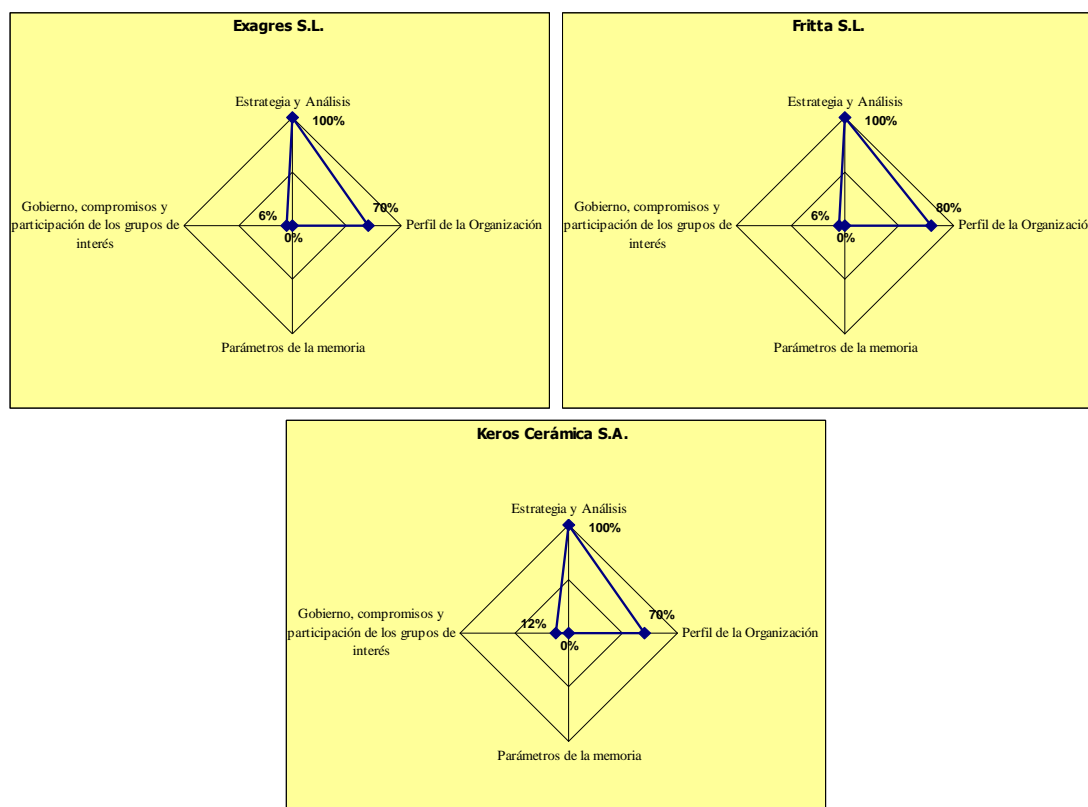 Exagres S.L.
Estrategia y Análisis
100%
Gobierno, compromisos y
participación de los grupos de
interés
6%
70%
Perfil de la Organización
0%
Parámetros de la memoria
Fritta S.L.
Estrategia y Análisis
100%
Gobierno, compromisos y
participación de los grupos de
interés
6%
80%
Perfil de la Organización
0%
Parámetros de la memoria
Keros Cerámica S.A.
Estrategia y Análisis
100%
Gobierno, compromisos y
participación de los grupos de
interés
12%
70%
Perfil de la Organización
0%
Parámetros de la memoria